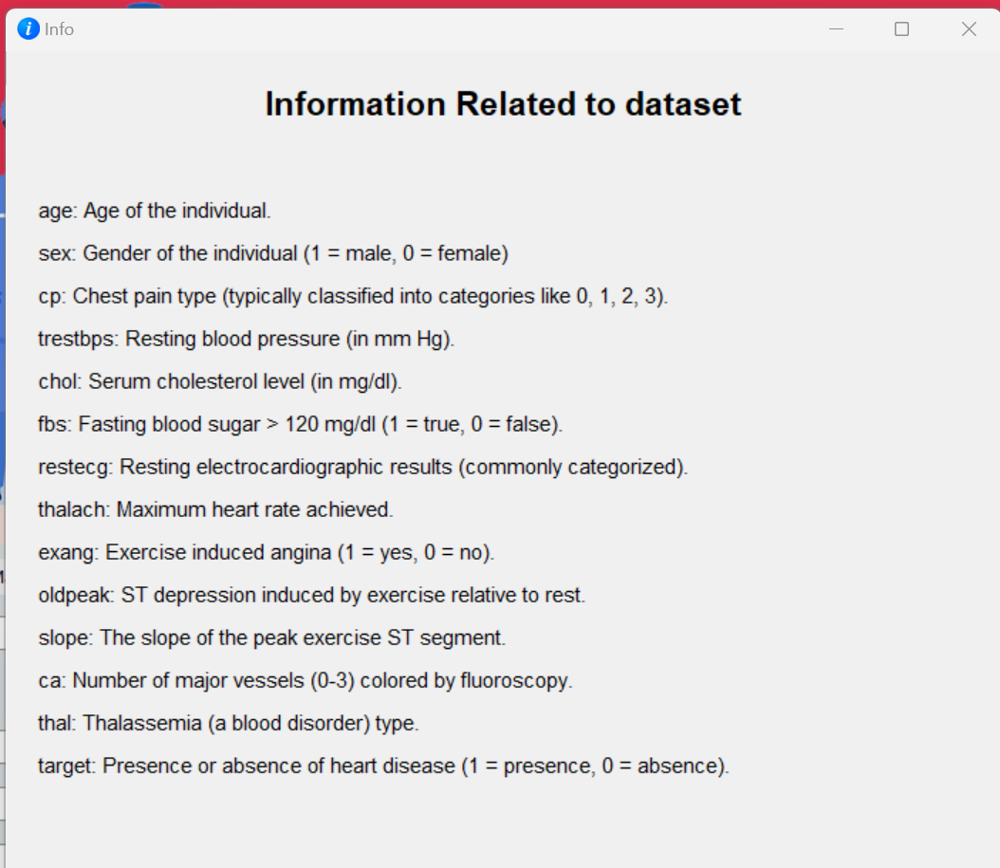 Info
Information Related to dataset
age: Age of the individual.
sex: Gender of the individual (1 = male, 0 = female)
cp: Chest pain type (typically classified into categories like 0, 1, 2, 3).
trestbps: Resting blood pressure (in mm Hg).
chol: Serum cholesterol level (in mg/dl).
fbs: Fasting blood sugar > 120 mg/dl (1 = true, 0 = false).
restecg: Resting electrocardiographic results (commonly categorized).
thalach: Maximum heart rate achieved.
exang: Exercise induced angina (1 = yes, 0 = no).
oldpeak: ST depression induced by exercise relative to rest.
slope: The slope of the peak exercise ST segment.
ca: Number of major vessels (0-3) colored by fluoroscopy.
thal: Thalassemia (a blood disorder) type.
target: Presence or absence of heart disease (1 = presence, 0 = absence).